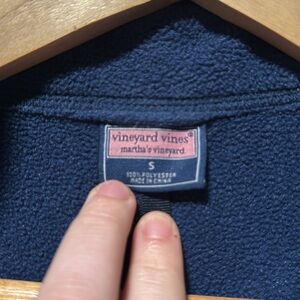 vineyard vines®
martha's vineyard
S
100% POLYESTER
MADE IN CHINA